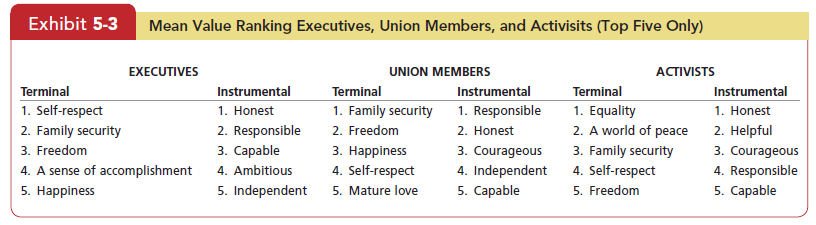 Exhibit 5-3 Mean Value Ranking Executives, Union Members, and Activisits (Top Five Only)
EXECUTIVES UNION MEMBERS ACTIVISTS
Terminal Instrumental Terminal Instrumental Terminal Instrumental
1. Self-respect 1. Honest 1. Family security 1. Responsible 1. Equality 1. Honest
2. Family security 2. Responsible 2. Freedom 2. Honest 2. A world of peace 2. Helpful
3. Freedom 3. Capable 3. Happiness 3. Courageous 3. Family security 3. Courageous
4. A sense of accomplishment 4. Ambitious 4. Self-respect 4. Independent 4. Self-respect 4. Responsible
5. Happiness 5. Independent 5. Mature love 5. Capable 5. Freedom 5. Capable